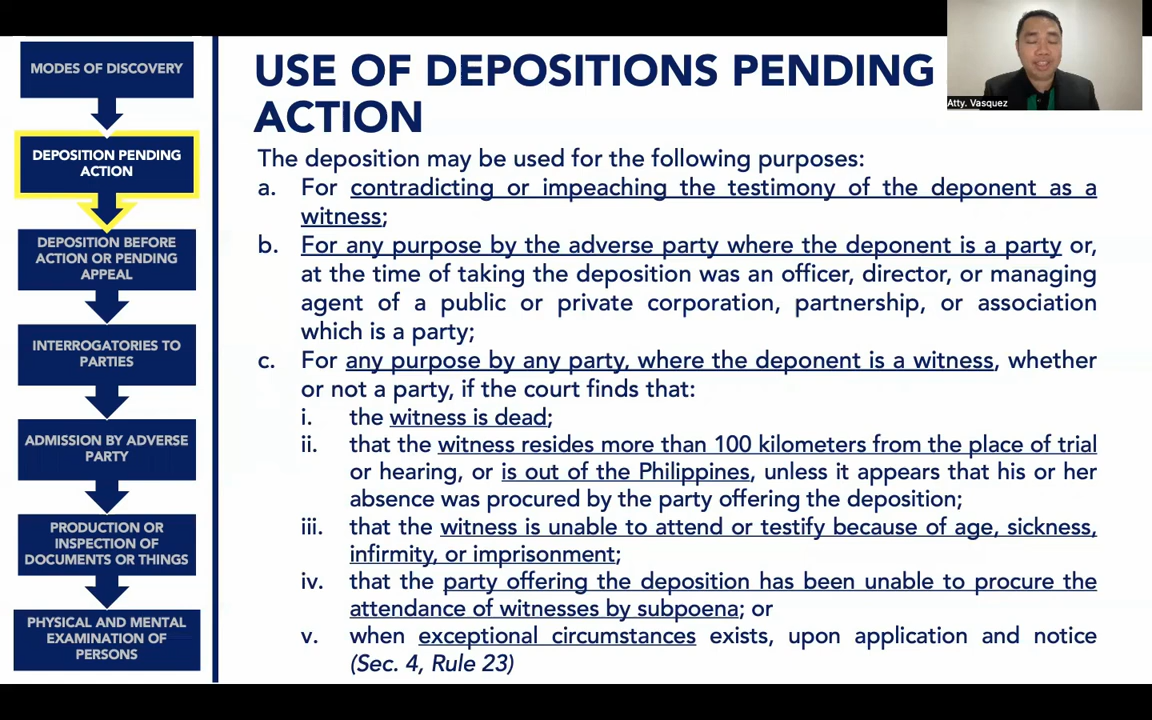 MODES OF DISCOVERY
DEPOSITION PENDING
ACTION
DEPOSITION BEFORE
ACTION OR PENDING
APPEAL
INTERROGATORIES TO
PARTIES
ADMISSION BY ADVERSE
PARTY
PRODUCTION OR
INSPECTION OF
DOCUMENTS OR THINGS
PHYSICAL AND MENTAL
EXAMINATION OF
PERSONS
USE OF DEPOSITIONS PENDING
ACTION
The deposition may be used for the following purposes:
a. For contradicting or impeaching the testimony of the deponent as a
witness;
b. For any purpose by the adverse party where the deponent is a party or,
at the time of taking the deposition was an officer, director, or managing
agent of a public or private corporation, partnership, or association
which is a party;
c. For any purpose by any party, where the deponent is a witness, whether
or not a party, if the court finds that:
i. the witness is dead;
ii. that the witness resides more than 100 kilometers from the place of trial
or hearing, or is out of the Philippines, unless it appears that his or her
absence was procured by the party offering the deposition;
iii. that the witness is unable to attend or testify because of age, sickness,
infirmity, or imprisonment;
iv. that the party offering the deposition has been unable to procure the
attendance of witnesses by subpoena; or
v. when exceptional circumstances exists, upon application and notice
(Sec. 4, Rule 23)
Atty. Vasquez